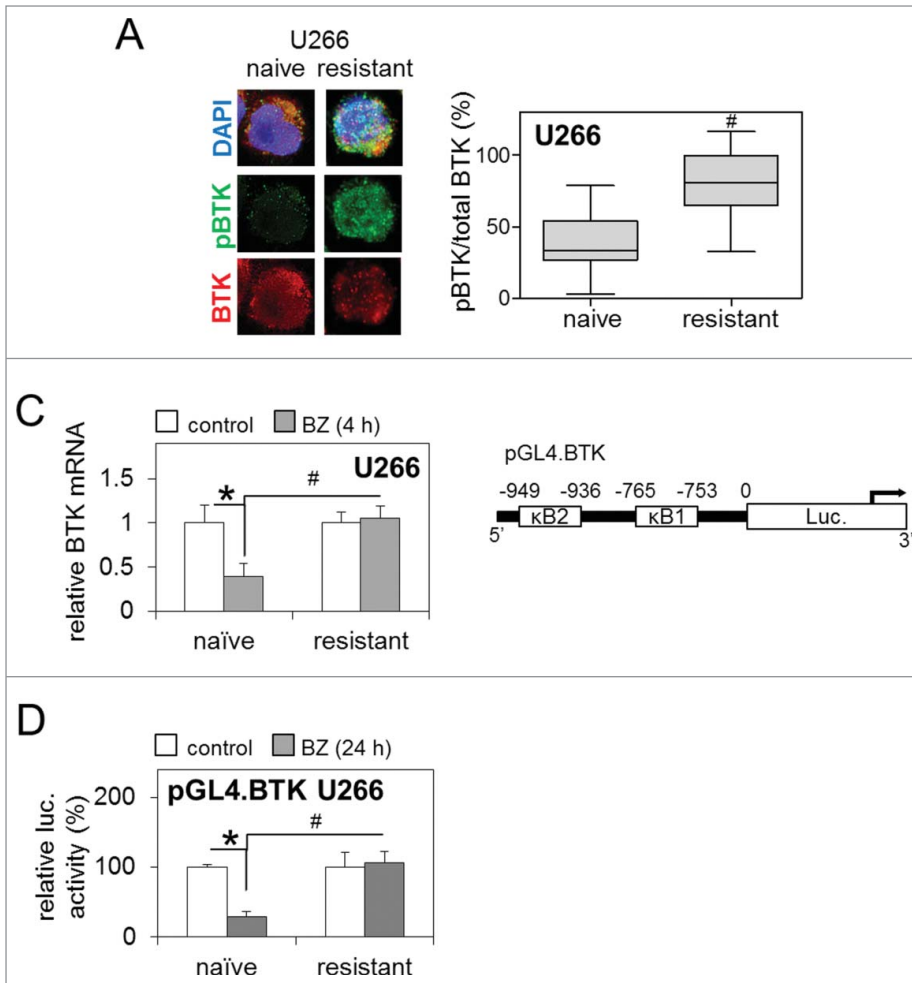 A
U266
naive resistant
DAPI
pBTK
BTK
pBTK/total BTK (%)
100
50
0
U266
#
naive resistant
C
control BZ (4 h)
relative BTK mRNA
1.5
1
0.5
0
U266
* #
naïve resistant
pGL4.BTK
-949 -936 -765 -753 0
κB2 κB1 Luc.
5' 3'
D
control BZ (24 h)
relative luc.
activity (%)
200
100
0
pGL4.BTK U266
* #
naïve resistant